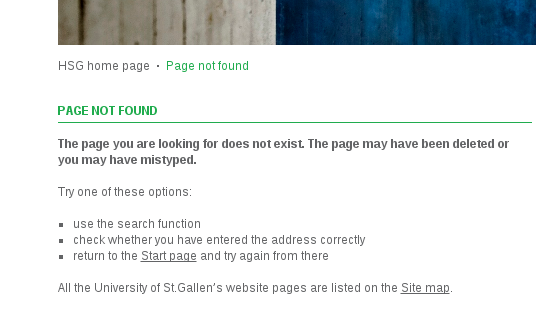 HSG home page • Page not found
PAGE NOT FOUND
The page you are looking for does not exist. The page may have been deleted or
you may have mistyped.
Try one of these options:
▪ use the search function
▪ check whether you have entered the address correctly
▪ return to the Start page and try again from there
All the University of St.Gallen’s website pages are listed on the Site map.